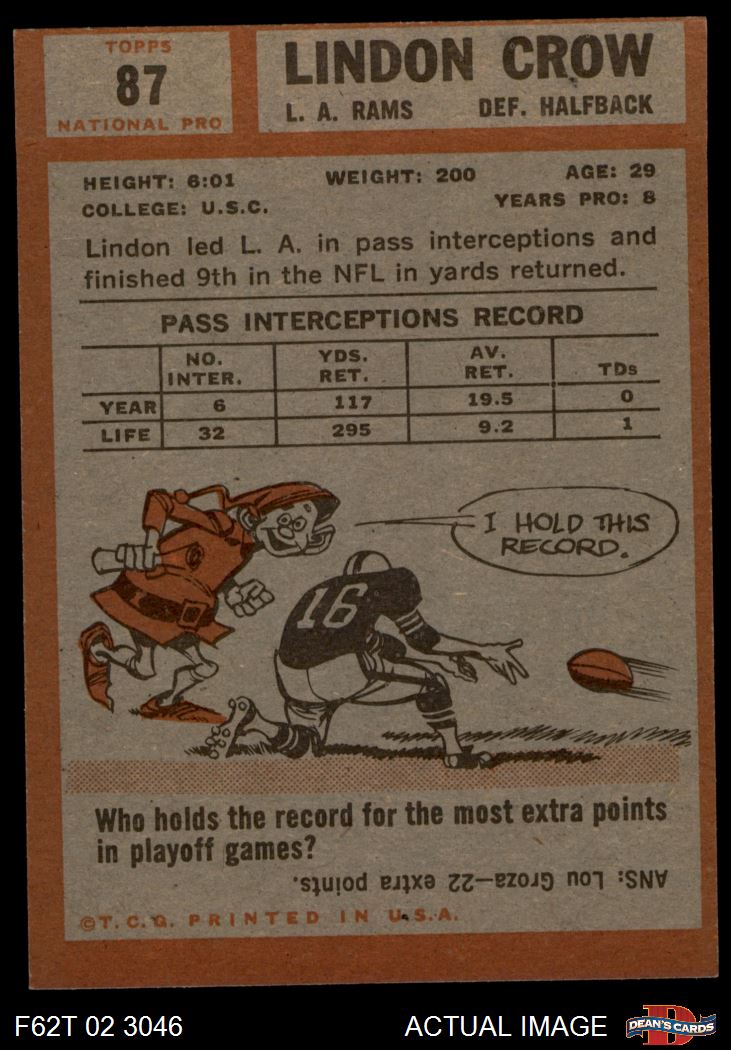 TOPPS
87
NATIONAL PRO
LINDON CROW
L. A. RAMS DEF. HALFBACK
HEIGHT: 6:01 WEIGHT: 200 AGE: 29
COLLEGE: U.S.C. YEARS PRO: 8
Lindon led L. A. in pass interceptions and
finished 9th in the NFL in yards returned.
PASS INTERCEPTIONS RECORD
NO. INTER. YDS. RET. AV. RET. TDs
YEAR 6 117 19.5 0
LIFE 32 295 9.2 1
I HOLD THIS
RECORD.
16
Who holds the record for the most extra points
in playoff games?
ANS: Lou Groza—22 extra points.
©T. C. G. PRINTED IN U.S.A.
F62T 02 3046 ACTUAL IMAGE DEAN'S CARDS